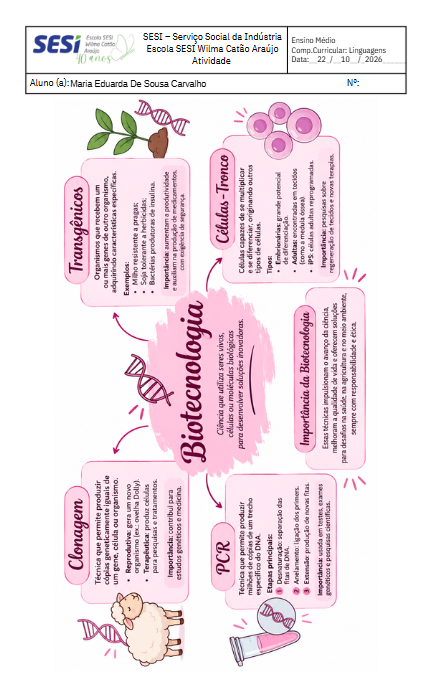 SESI
Escola SESI
Wilma Catão
Araújo
40 anos
SESI – Serviço Social da Indústria
Escola SESI Wilma Catão Araújo
Atividade
Ensino Médio
Comp.Curricular: Linguagens
Data: 22 / 10 / 2026
Aluno (a): Maria Eduarda De Sousa Carvalho
Nº:
Biotecnologia
Ciência que utiliza seres vivos,
células ou moléculas biológicas
para desenvolver soluções inovadoras.
Clonagem
Técnica que permite produzir
cópias geneticamente iguais de
um gene, célula ou organismo.
• Reprodutiva: gera um novo
organismo (ex.: ovelha Dolly).
• Terapêutica: produz células
para pesquisas e tratamentos.
Importância: contribui para
estudos genéticos e medicina.
Transgênicos
Organismos que recebem um
ou mais genes de outro organismo,
adquirindo características específicas.
Exemplos:
• Milho resistente a pragas;
• Soja tolerante a herbicidas;
• Bactérias produtoras de insulina.
Importância: aumentam a produtividade
e auxiliam na produção de medicamentos,
com exigência de segurança.
PCR
Técnica que permite produzir
milhões de cópias de um trecho
específico do DNA.
Etapas principais:
1 Desnaturação: separação das
fitas de DNA.
2 Anelamento: ligação dos primers.
3 Extensão: produção de novas fitas.
Importância: usada em testes, exames
genéticos e pesquisas científicas.
Importância da Biotecnologia
Essas técnicas impulsionam o avanço da ciência,
melhoram a qualidade de vida e oferecem soluções
para desafios na saúde, na agricultura e no meio ambiente,
sempre com responsabilidade e ética.
Células-Tronco
Células capazes de se multiplicar
e se diferenciar, originando outros
tipos de células.
Tipos:
• Embrionárias: grande potencial
de diferenciação.
• Adultas: encontradas em tecidos
(como a medula óssea).
• iPS: células adultas reprogramadas.
Importância: pesquisas sobre
regeneração de tecidos e novas terapias.